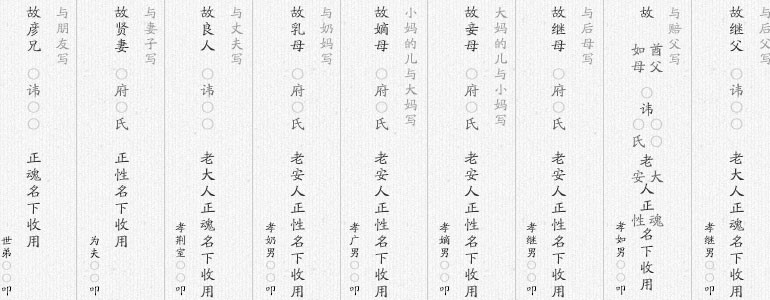 与后父写
故继父 ○讳○○ 老大人正魂名下收用
孝继男○○叩
与赔父写
故
酋父
如母
○讳
○○
○氏
老
大
安
人正
魂
性
名下收用
孝如男○○叩
与后母写
故继母 ○府○氏 老安人正性名下收用
孝继男○○叩
大妈的儿与小妈写
故妾母 ○府○氏 老安人正性名下收用
孝嫡男○○叩
小妈的儿与大妈写
故嫡母 ○府○氏 老安人正性名下收用
孝广男○○叩
与奶妈写
故乳母 ○府○氏 老安人正性名下收用
孝奶男○○叩
与丈夫写
故良人 ○讳○○ 老大人正魂名下收用
孝荆室○○叩
与妻子写
故贤妻 ○府○氏 正性名下收用
为夫○○叩
与朋友写
故彦兄 ○讳○○ 正魂名下收用
世弟○○叩